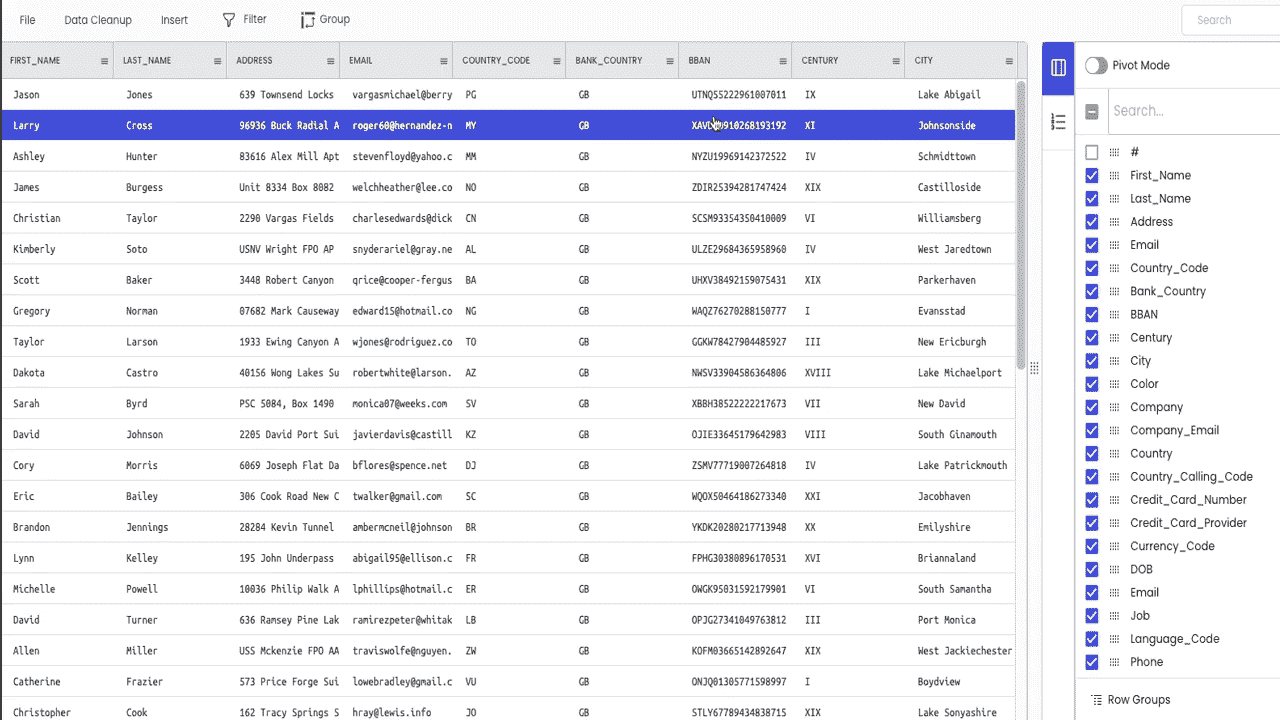 File Data Cleanup Insert Filter Group Search
FIRST_NAME LAST_NAME ADDRESS EMAIL COUNTRY_CODE BANK_COUNTRY BBAN CENTURY CITY
Jason Jones 639 Townsend Locks vargasmichael@berry PG GB UTNQ55222961007011 IX Lake Abigail
Larry Cross 96936 Buck Radial A roger60@hernandez-n MY GB XI Johnsonside
Ashley Hunter 83616 Alex Mill Apt stevenfloyd@yahoo.c MM GB NYZU19969142372522 IV Schmidttown
James Burgess Unit 8334 Box 8082 welchheather@lee.co NO GB ZDIR25394281747424 XIX Castilloside
Christian Taylor 2290 Vargas Fields charlesedwards@dick CN GB SCSM93354350410009 VI Williamsberg
Kimberly Soto USNV Wright FPO AP snyderariel@gray.ne AL GB ULZE29684365958960 IV West Jaredtown
Scott Baker 3448 Robert Canyon qrice@cooper-fergus BA GB UHXV38492159075431 XIX Parkerhaven
Gregory Norman 07682 Mark Causeway edward15@hotmail.co NG GB WAQZ76270288150777 I Evansstad
Taylor Larson 1933 Ewing Canyon A wjones@rodriguez.co TO GB GGKW78427904485927 III New Ericburgh
Dakota Castro 40156 Wong Lakes Su robertwhite@larson. AZ GB NWSV33904586364806 XVIII Lake Michaelport
Sarah Byrd PSC 5084, Box 1490 monica07@weeks.com SV GB XBBH38522222217673 VII New David
David Johnson 2205 David Port Sui javierdavis@castill KZ GB OJIE33645179642983 VIII South Ginamouth
Cory Morris 6069 Joseph Flat Da bflores@spence.net DJ GB ZSMV77719007264818 IV Lake Patrickmouth
Eric Bailey 306 Cook Road New C twalker@gmail.com SC GB WQOX50464186273340 XXI Jacobhaven
Brandon Jennings 28284 Kevin Tunnel ambermcneil@johnson BR GB YKDK20280217713948 XX Emilyshire
Lynn Kelley 195 John Underpass abigail95@ellison.c FR GB FPHG30380896170531 XVI Briannaland
Michelle Powell 10036 Philip Walk A lphillips@hotmail.c ER GB OWGK95031592179901 VI South Samantha
David Turner 636 Ramsey Pine Lak ramirezpeter@whitak LB GB OPJG27341049763812 III Port Monica
Allen Miller USS Mckenzie FPO AA traviswolfe@nguyen. ZW GB KOFM03665142892647 XIX West Jackiechester
Catherine Frazier 573 Price Forge Sui lowebradley@gmail.c VU GB ONJQ01305771598997 I Boydview
Christopher Cook 162 Tracy Springs S hray@lewis.info JO GB STLY67789434838715 XIX Lake Sonyashire
Pivot Mode
Search...
#
First_Name
Last_Name
Address
Email
Country_Code
Bank_Country
BBAN
Century
City
Color
Company
Company_Email
Country
Country_Calling_Code
Credit_Card_Number
Credit_Card_Provider
Currency_Code
DOB
Email
Job
Language_Code
Phone
Row Groups